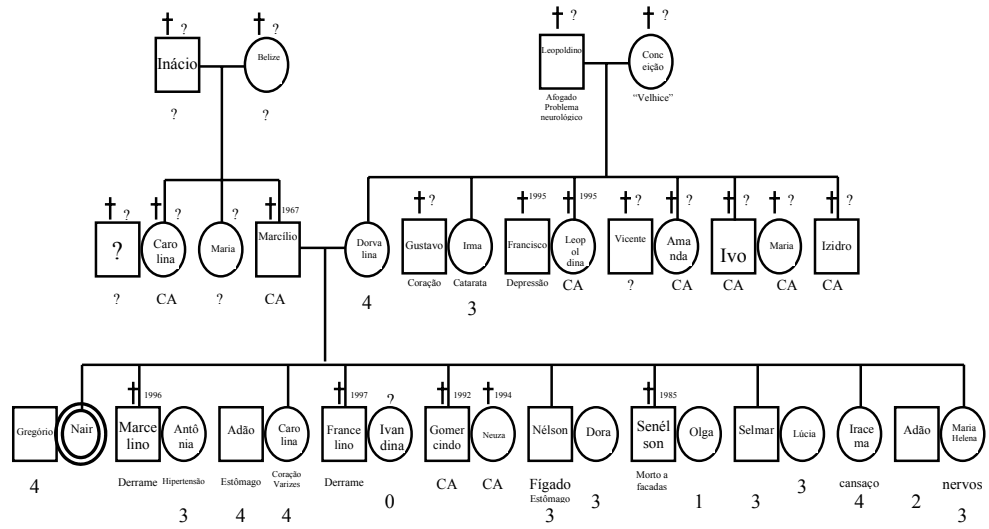 ?
?
Inácio
Belize
?
?
?
?
Leopoldino
Conc
eição
Afogado
Problema
neurológico
“Velhice”
?
?
?
1967
?
1995
1995
?
?
?
?
?
?
Caro
lina
Maria
Marcílio
Dorva
lina
Gustavo
Irma
Francisco
Leop
ol
dina
Vicente
Ama
nda
Ivo
Maria
Izidro
?
CA
?
CA
4
Coração
Catarata
3
Depressão
CA
?
CA
CA
CA
CA
1996
1997
?
1992
1994
1985
Gregório
Nair
Marce
lino
Antô
nia
Adão
Caro
lina
France
lino
Ivan
dina
Gomer
cindo
Neuza
Nélson
Dora
Senél
son
Olga
Selmar
Lúcia
Irace
ma
Adão
Maria
Helena
4
Derrame
Hipertensão
3
Estômago
4
Coração
Varizes
4
Derrame
0
CA
CA
Fígado
Estômago
3
3
Morto a
facadas
1
3
3
cansaço
4
2
nervos
3